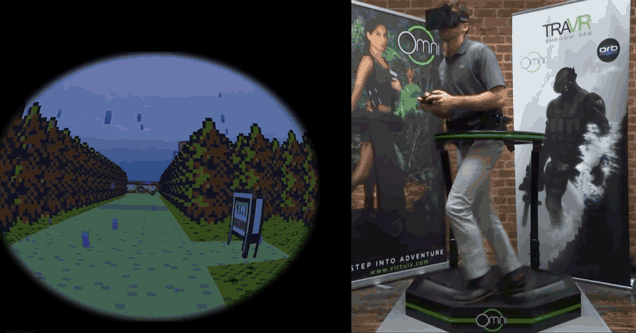 Omni
STEP INTO ADVENTURE
www.virtuix.com
TRAVR
SHADOW OPS
Omni
orb
Omni